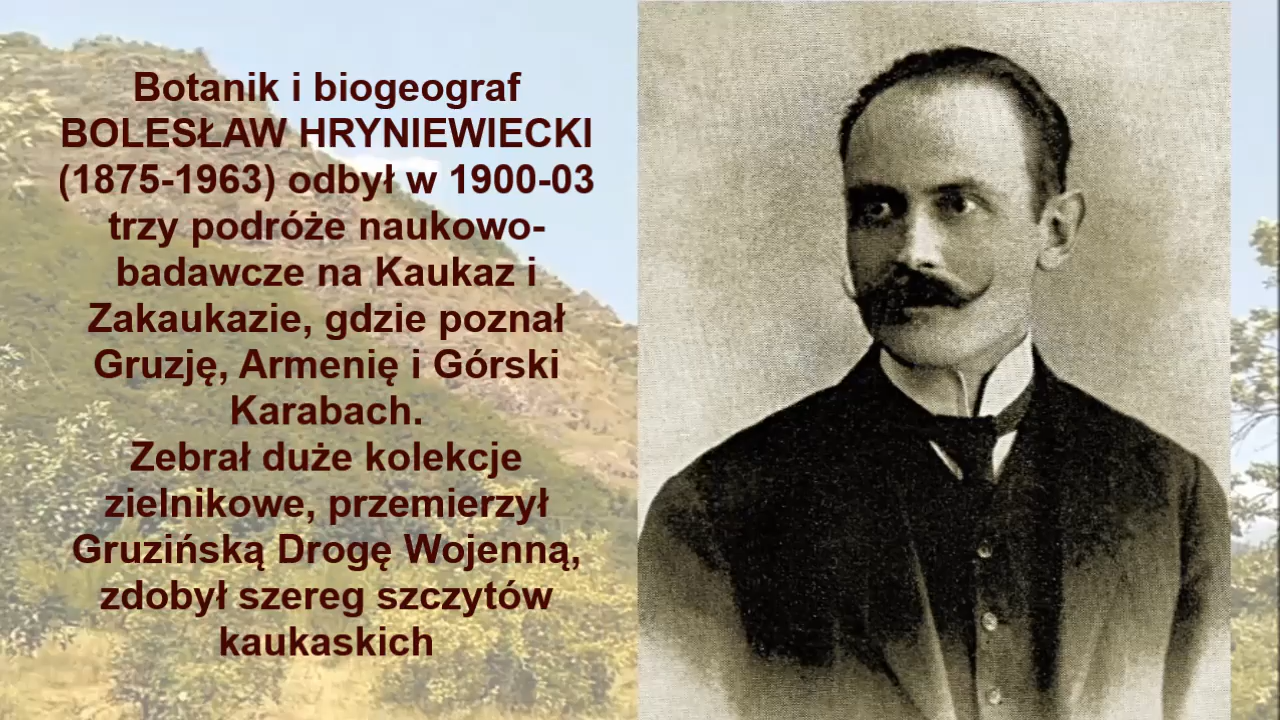 Botanik i biogeograf
BOLESŁAW HRYNIEWIECKI
(1875-1963) odbył w 1900-03
trzy podróże naukowo-
badawcze na Kaukaz i
Zakaukazie, gdzie poznał
Gruzję, Armenię i Górski
Karabach.
Zebrał duże kolekcje
zielnikowe, przemierzył
Gruzińską Drogę Wojenną,
zdobył szereg szczytów
kaukaskich